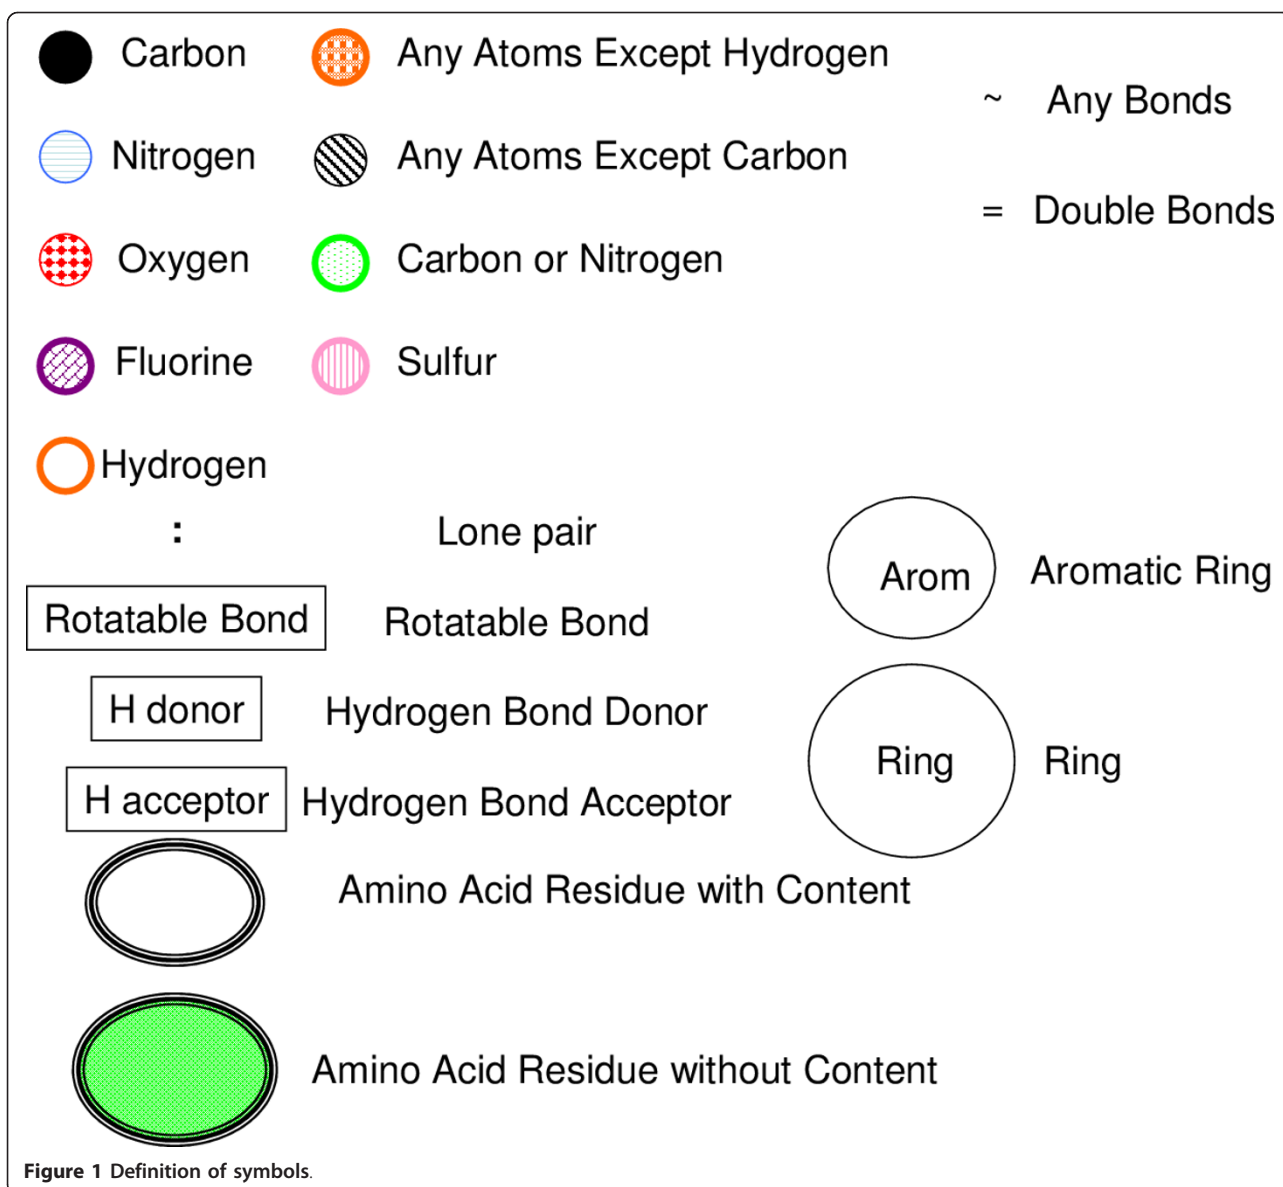 Carbon
Any Atoms Except Hydrogen
~ Any Bonds
Nitrogen
Any Atoms Except Carbon
= Double Bonds
Oxygen
Carbon or Nitrogen
Fluorine
Sulfur
Hydrogen
: Lone pair
Arom Aromatic Ring
Rotatable Bond Rotatable Bond
H donor Hydrogen Bond Donor
Ring Ring
H acceptor Hydrogen Bond Acceptor
Amino Acid Residue with Content
Amino Acid Residue without Content
Figure 1 Definition of symbols.